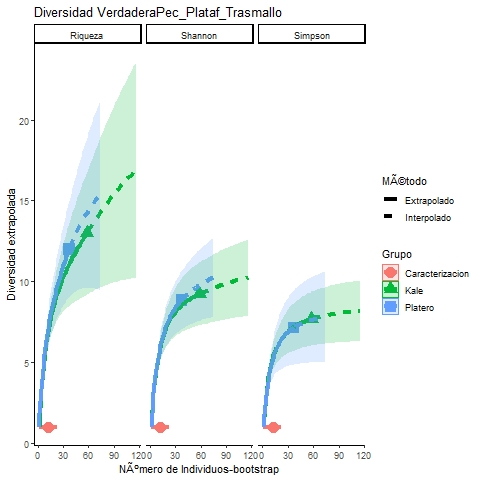 Diversidad VerdaderaPec_Plataf_Trasmallo
Riqueza Shannon Simpson
Diversidad extrapolada
20
15
10
5
0
0 30 60 90 120 0 30 60 90 120 0 30 60 90 120
NÃºmero de Individuos-bootstrap
MÃ©todo
Extrapolado
Interpolado
Grupo
Caracterizacion
Kale
Platero